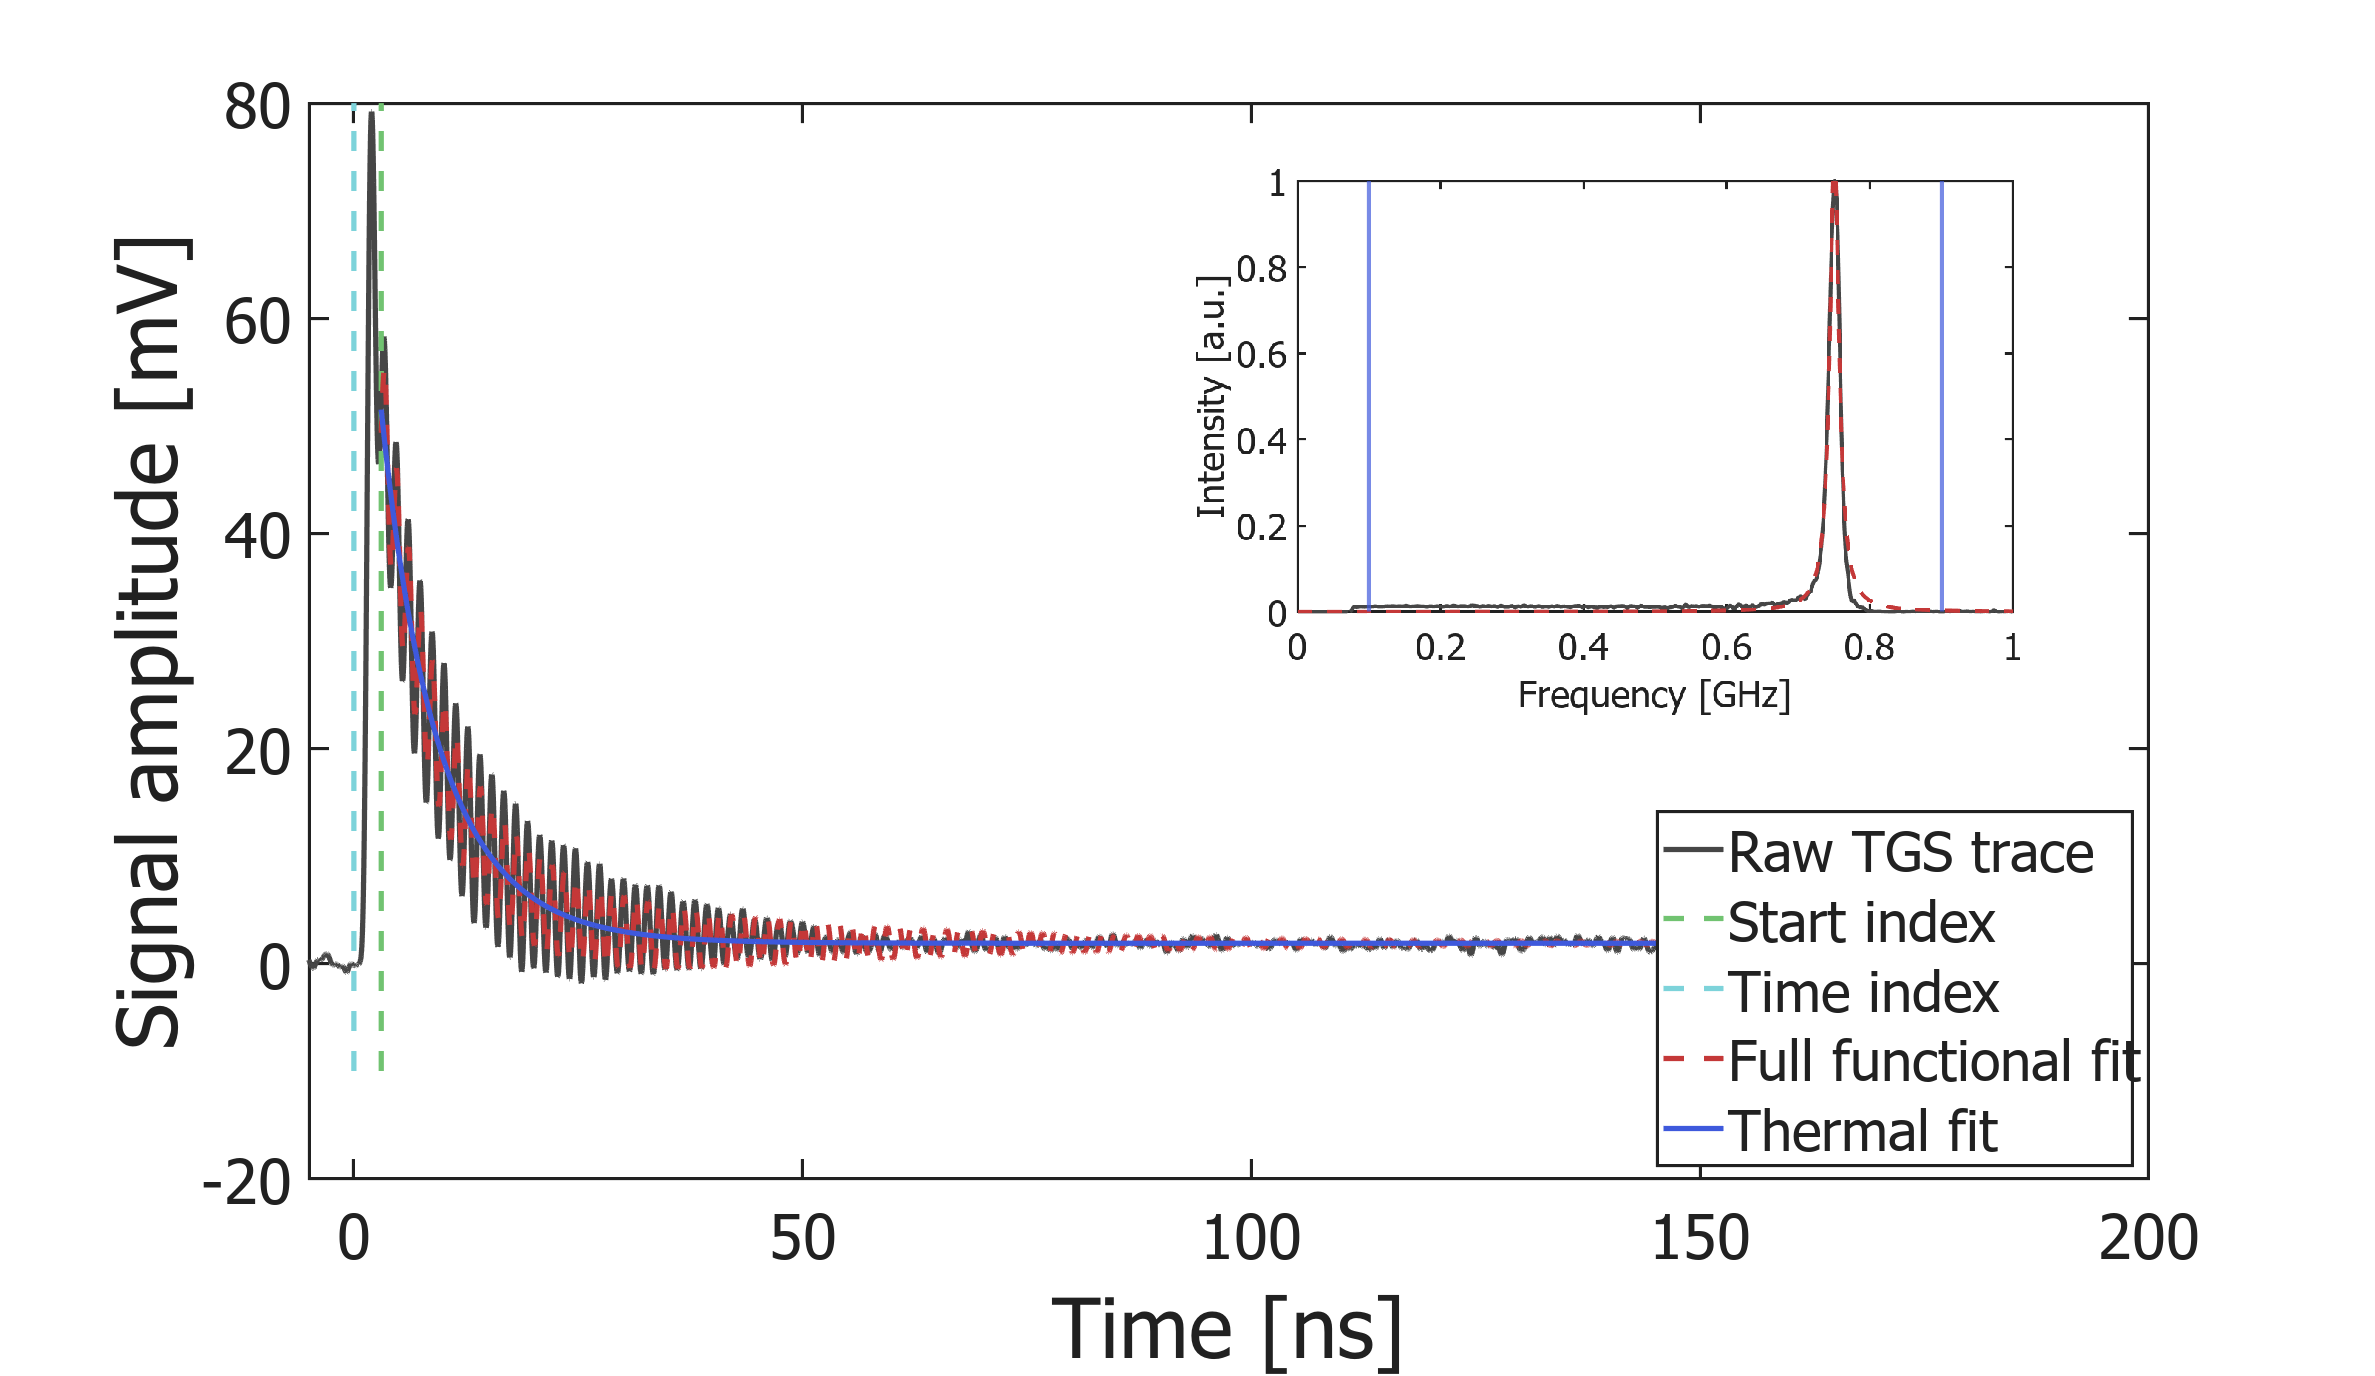 Signal amplitude [mV]
80
60
40
20
0
-20
0
50
100
150
200
Time [ns]
Intensity [a.u.]
1
0.8
0.6
0.4
0.2
0
0
0.2
0.4
0.6
0.8
1
Frequency [GHz]
Raw TGS trace
Start index
Time index
Full functional fit
Thermal fit